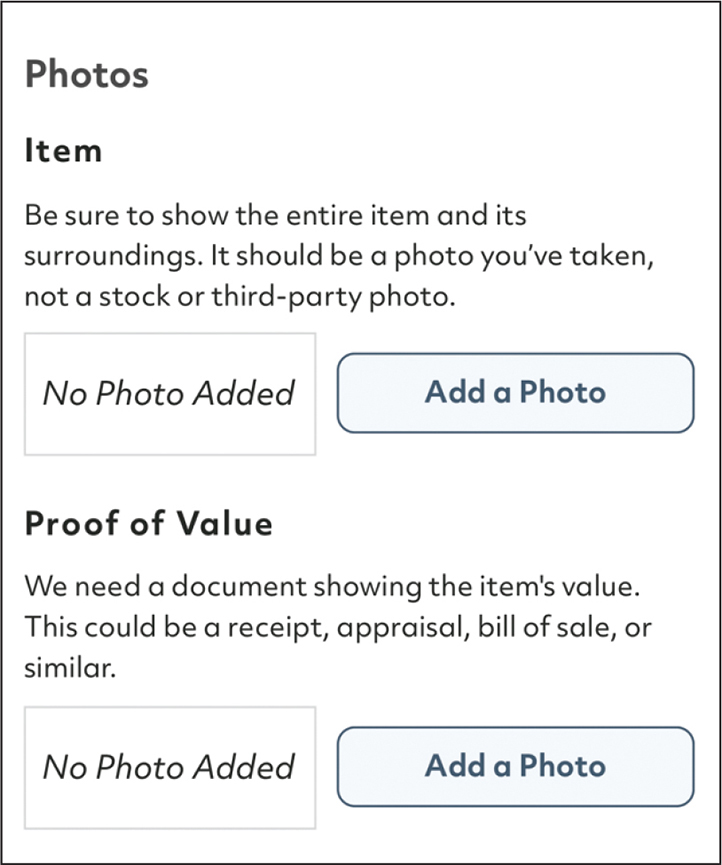 Photos
Item
Be sure to show the entire item and its
surroundings. It should be a photo you’ve taken,
not a stock or third-party photo.
No Photo Added
Add a Photo
Proof of Value
We need a document showing the item's value.
This could be a receipt, appraisal, bill of sale, or
similar.
No Photo Added
Add a Photo